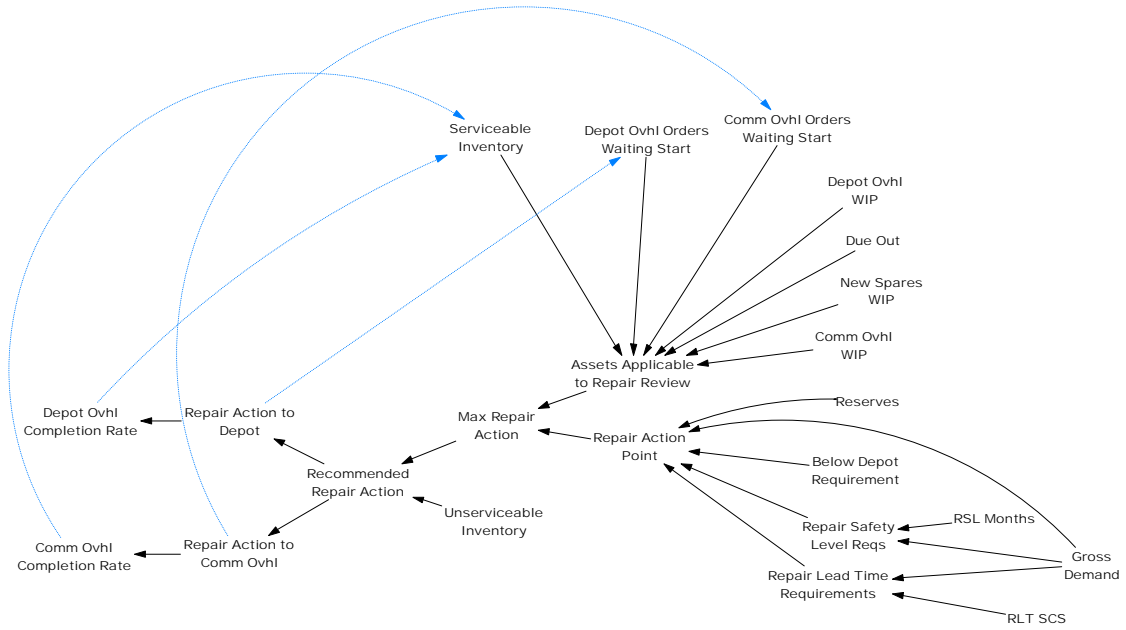 Serviceable
Inventory
Depot Ovhl Orders
Waiting Start
Comm Ovhl Orders
Waiting Start
Depot Ovhl
WIP
Due Out
New Spares
WIP
Comm Ovhl
WIP
Assets Applicable
to Repair Review
Reserves
Max Repair
Action
Repair Action
Point
Depot Ovhl
Completion Rate
Repair Action to
Depot
Below Depot
Requirement
Recommended
Repair Action
Unserviceable
Inventory
RSL Months
Repair Safety
Level Reqs
Comm Ovhl
Completion Rate
Repair Action to
Comm Ovhl
Gross
Demand
Repair Lead Time
Requirements
RLT SCS